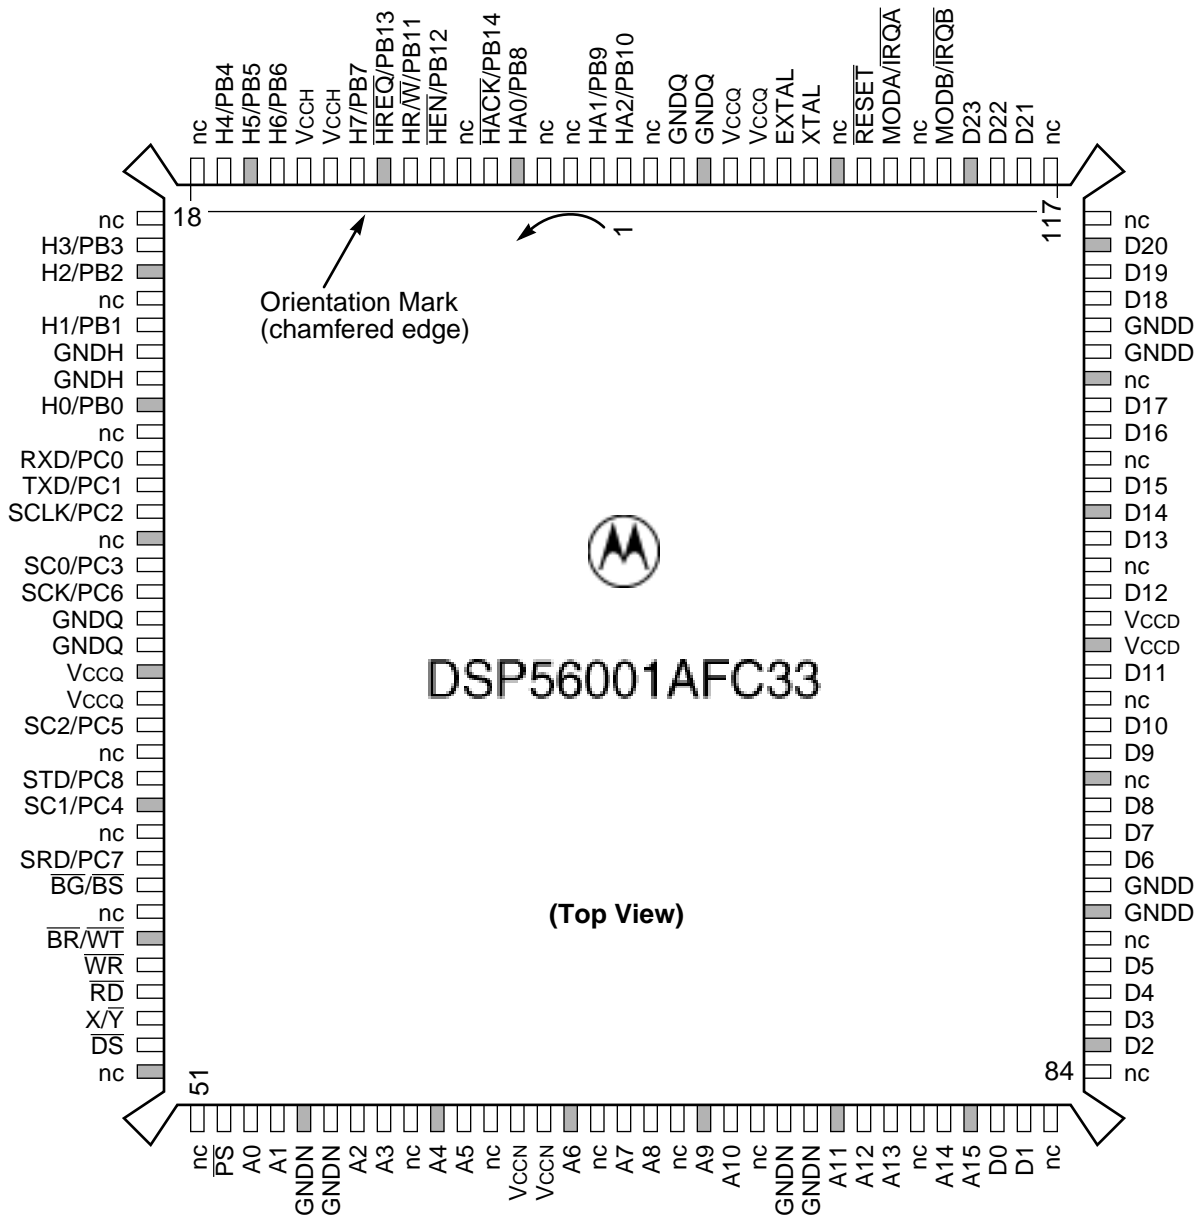 nc
H4/PB4
H5/PB5
H6/PB6
VCCH
VCCH
H7/PB7
HREQ/PB13
HR/W/PB11
HEN/PB12
nc
HACK/PB14
HA0/PB8
nc
nc
HA1/PB9
HA2/PB10
nc
GNDQ
GNDQ
VCCQ
VCCQ
EXTAL
XTAL
nc
RESET
MODA/IRQA
nc
MODB/IRQB
D23
D22
D21
nc
18
1
117
Orientation Mark
(chamfered edge)
nc
H3/PB3
H2/PB2
nc
H1/PB1
GNDH
GNDH
H0/PB0
nc
RXD/PC0
TXD/PC1
SCLK/PC2
nc
SC0/PC3
SCK/PC6
GNDQ
GNDQ
VCCQ
VCCQ
SC2/PC5
nc
STD/PC8
SC1/PC4
nc
SRD/PC7
BG/BS
nc
BR/WT
WR
RD
X/Y
DS
nc
DSP56001AFC33
(Top View)
nc
D20
D19
D18
GNDD
GNDD
nc
D17
D16
nc
D15
D14
D13
nc
D12
VCCD
VCCD
D11
nc
D10
D9
nc
D8
D7
D6
GNDD
GNDD
nc
D5
D4
D3
D2
nc
51
84
nc
PS
A0
A1
GNDN
GNDN
A2
A3
nc
A4
A5
nc
VCCN
VCCN
A6
nc
A7
A8
nc
A9
A10
nc
GNDN
GNDN
A11
A12
A13
nc
A14
A15
D0
D1
nc